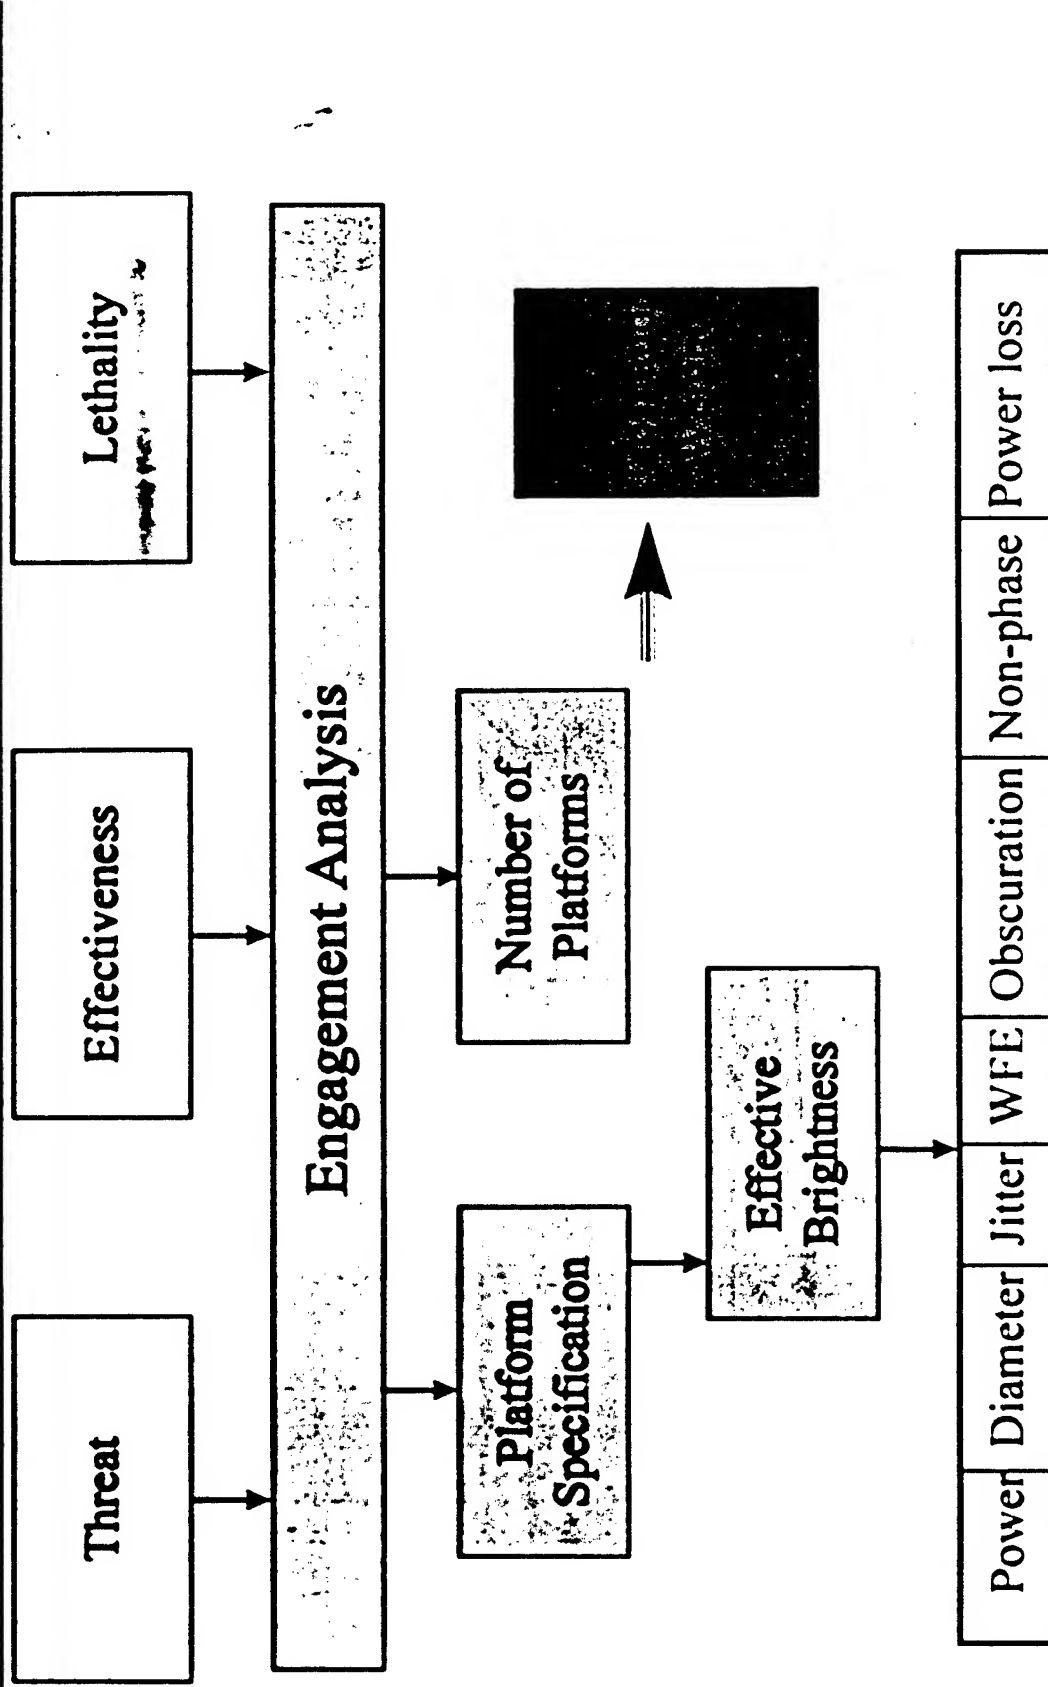 Threat
Effectiveness
Lethality
Engagement Analysis
Platform
Specification
Number of
Platforms
Effective
Brightness
Power
Diameter
Jitter
WFE
Obscuration
Non-phase
Power loss